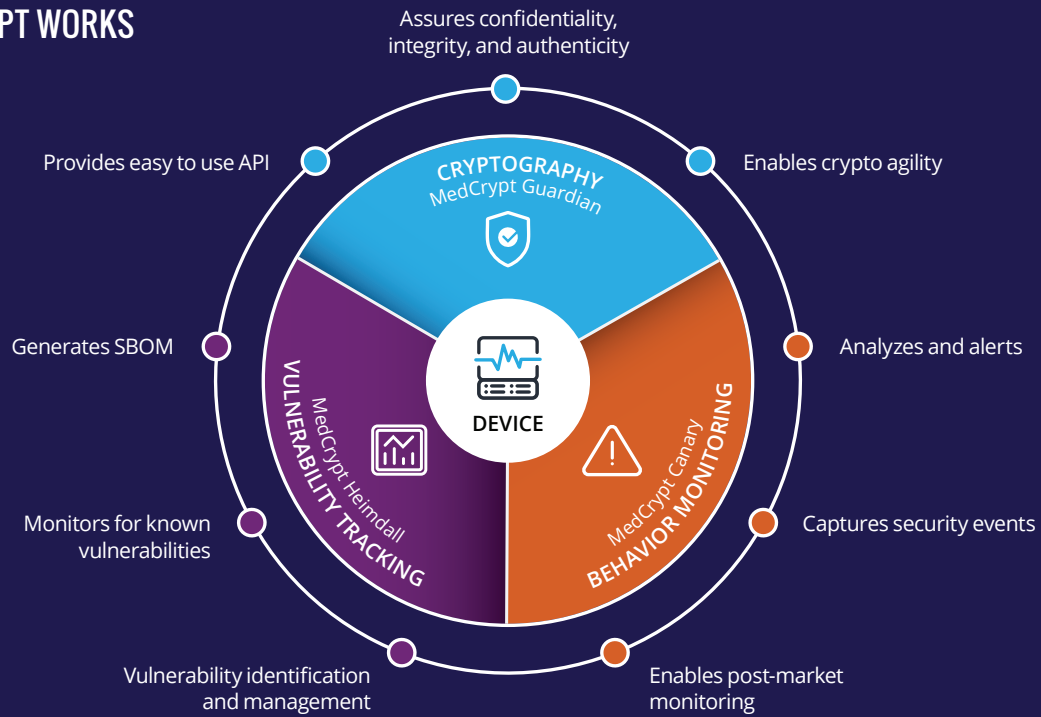 PT WORKS
Assures confidentiality,
integrity, and authenticity
Provides easy to use API
Enables crypto agility
CRYPTOGRAPHY
MedCrypt Guardian
Generates SBOM
Analyzes and alerts
DEVICE
VULNERABILITY TRACKING
MedCrypt Heimdall
MedCrypt Canary
BEHAVIOR MONITORING
Monitors for known
vulnerabilities
Captures security events
Vulnerability identification
and management
Enables post-market
monitoring